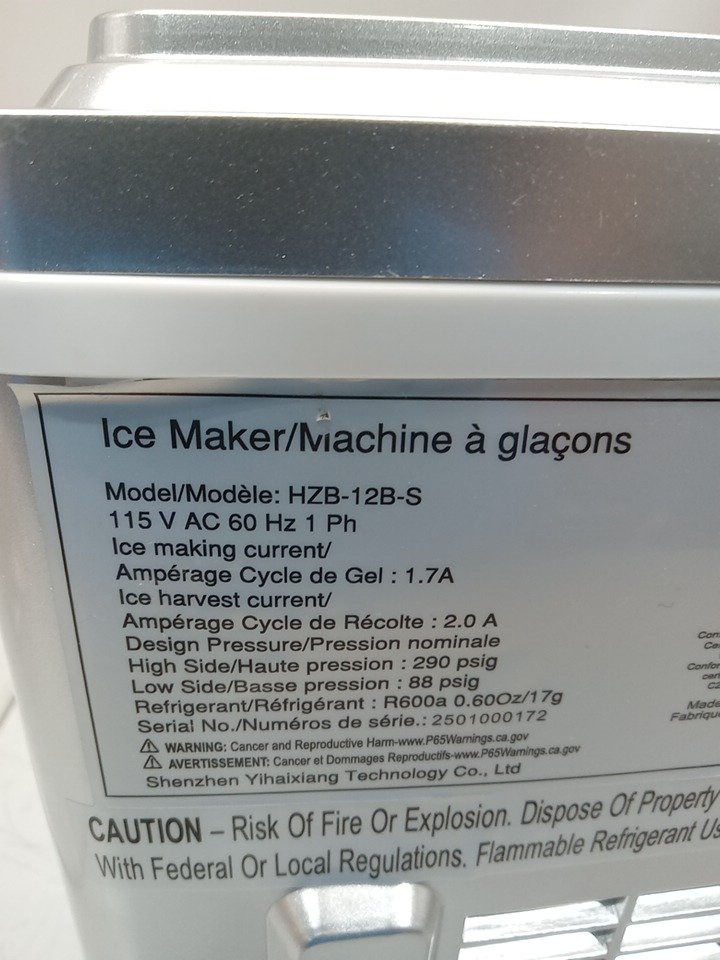 Ice Maker/Machine à glaçons
Model/Modèle: HZB-12B-S
115 V AC 60 Hz 1 Ph
Ice making current/
Ampérage Cycle de Gel : 1.7A
Ice harvest current/
Ampérage Cycle de Récolte : 2.0 A
Design Pressure/Pression nominale
High Side/Haute pression : 290 psig
Low Side/Basse pression : 88 psig
Refrigerant/Réfrigérant : R600a 0.60Oz/17g
Serial No./Numéros de série.: 2501000172
WARNING: Cancer and Reproductive Harm-www.P65Warnings.ca.gov
AVERTISSEMENT: Cancer et Dommages Reproductifs-www.P65Warnings.ca.gov
Shenzhen Yihaixiang Technology Co., Ltd
Made
CAUTION – Risk Of Fire Or Explosion. Dispose Of Property
With Federal Or Local Regulations. Flammable Refrigerant